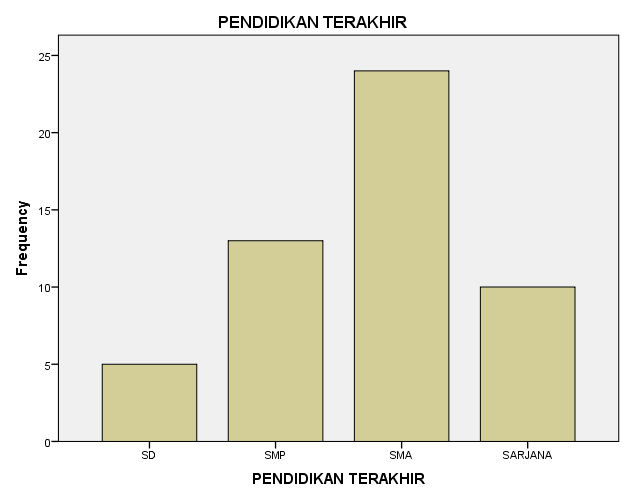 PENDIDIKAN TERAKHIR
25
20
15
10
5
0
Frequency
SD
SMP
SMA
SARJANA
PENDIDIKAN TERAKHIR